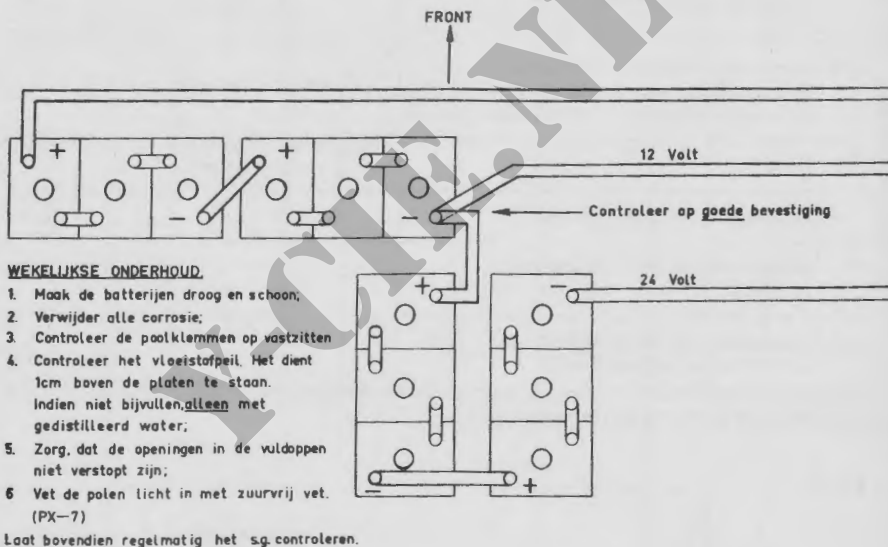 FRONT
12 Volt
Controleer op goede bevestiging
24 Volt
+
+
-
-
+
-
-
+
WEKELIJKSE ONDERHOUD.
1. Maak de batterijen droog en schoon;
2. Verwijder alle corrosie;
3. Controleer de poolklemmen op vastzitten
4. Controleer het vloeistofpeil. Het dient
1cm boven de platen te staan.
Indien niet bijvullen,alleen met
gedistilleerd water;
5. Zorg, dat de openingen in de vuldoppen
niet verstopt zijn;
6 Vet de polen licht in met zuurvrij vet.
(PX-7)
Laat bovendien regelmatig het s.g. controleren.
Y-CIE.NL